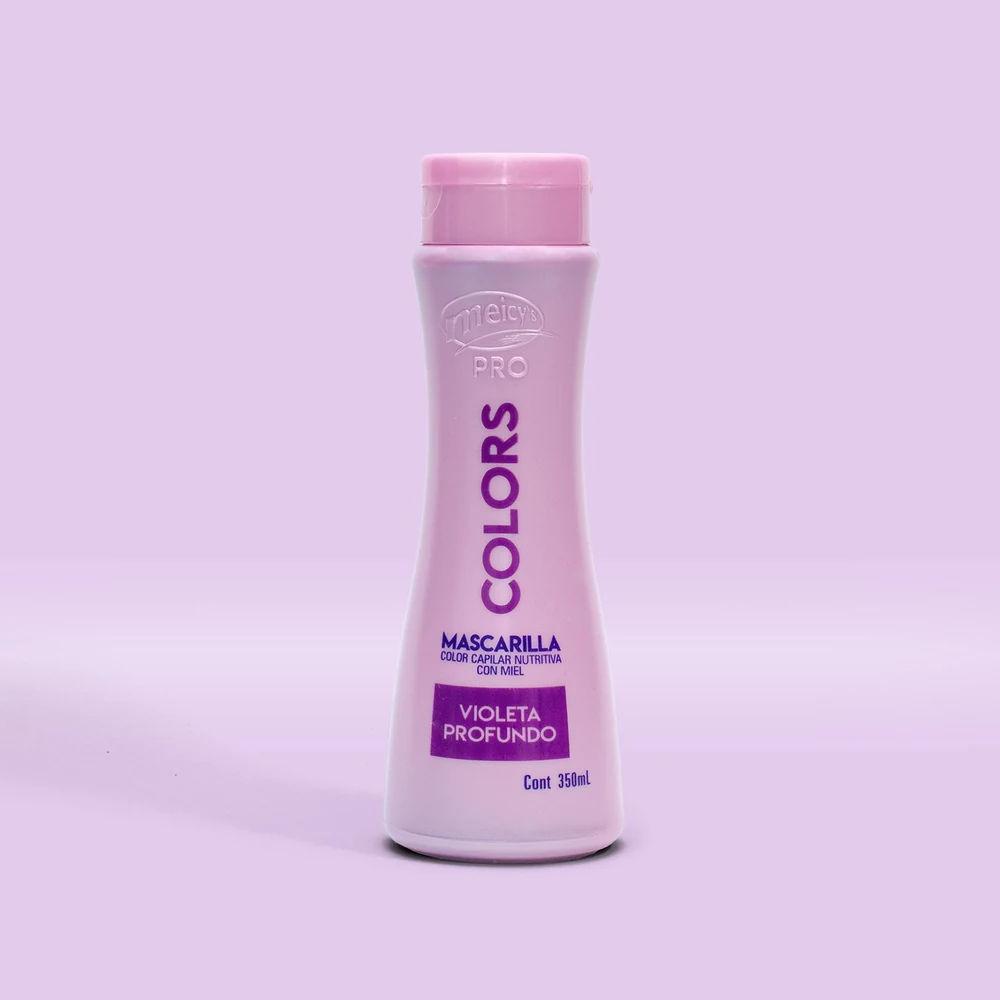 meicy's
PRO
COLORS
MASCARILLA
COLOR CAPILAR NUTRITIVA
CON MIEL
VIOLETA
PROFUNDO
Cont 350mL